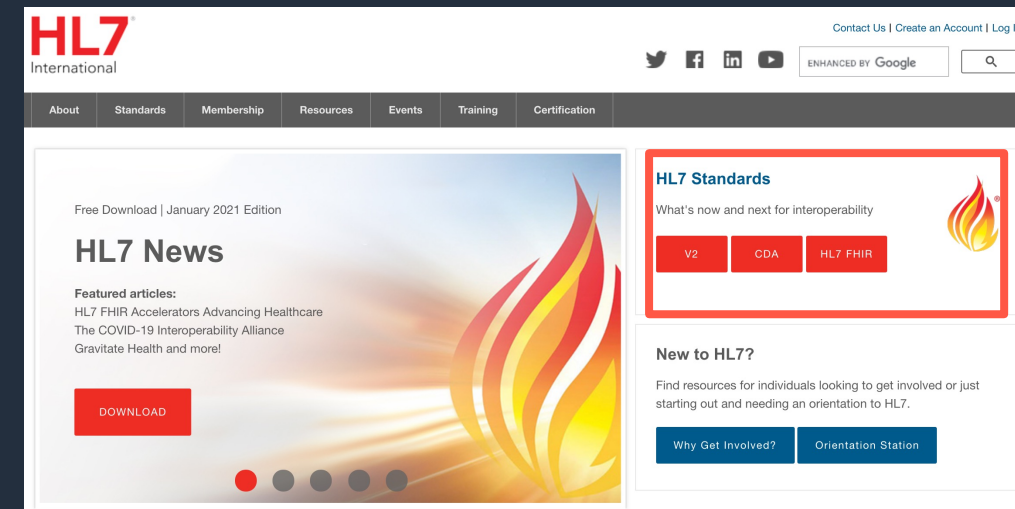 HL7®
International
Contact Us | Create an Account | Log
ENHANCED BY Google
About Standards Membership Resources Events Training Certification
Free Download | January 2021 Edition
HL7 News
Featured articles:
HL7 FHIR Accelerators Advancing Healthcare
The COVID-19 Interoperability Alliance
Gravitate Health and more!
DOWNLOAD
HL7 Standards
What's now and next for interoperability
®
V2 CDA HL7 FHIR
New to HL7?
Find resources for individuals looking to get involved or just
starting out and needing an orientation to HL7.
Why Get Involved? Orientation Station